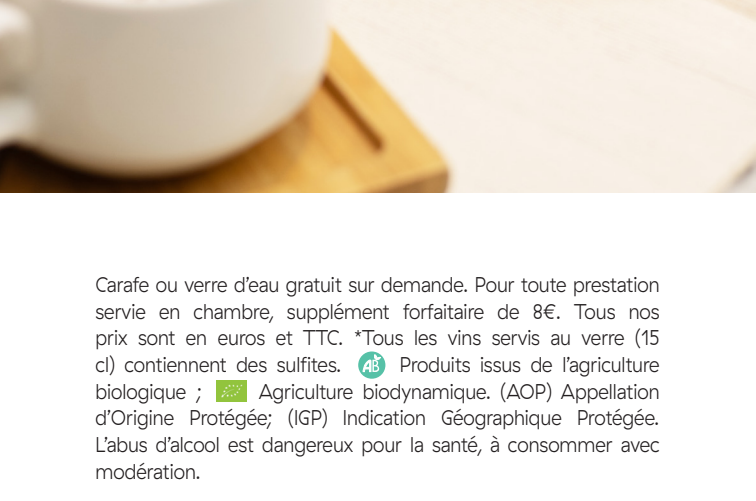 Carafe ou verre d’eau gratuit sur demande. Pour toute prestation
servie en chambre, supplément forfaitaire de 8€. Tous nos
prix sont en euros et TTC. *Tous les vins servis au verre (15
cl) contiennent des sulfites. AB Produits issus de l’agriculture
biologique ; Agriculture biodynamique. (AOP) Appellation
d’Origine Protégée; (IGP) Indication Géographique Protégée.
L’abus d’alcool est dangereux pour la santé, à consommer avec
modération.